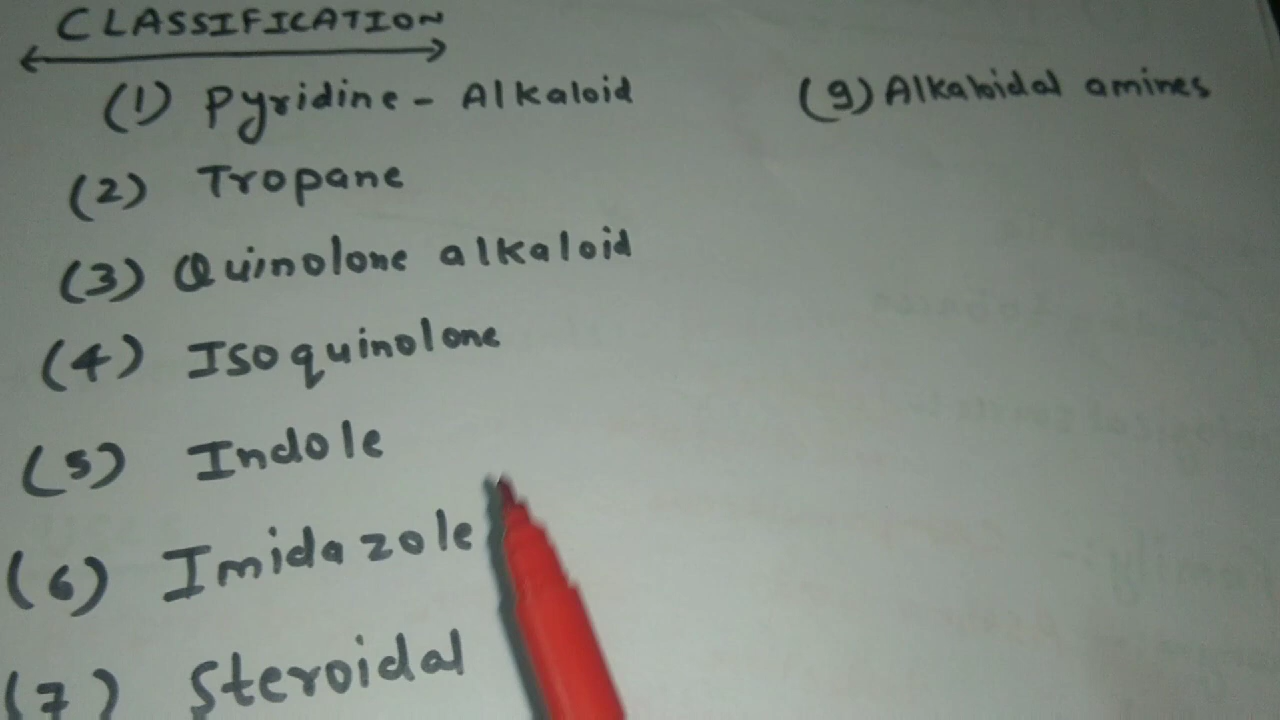 CLASSIFICATION
(1) Pyridine - Alkaloid
(2) Tropane
(3) Quinolone alkaloid
(4) Isoquinolone
(5) Indole
(6) Imidazole
(7) Steroidal
(9) Alkaloidal amines